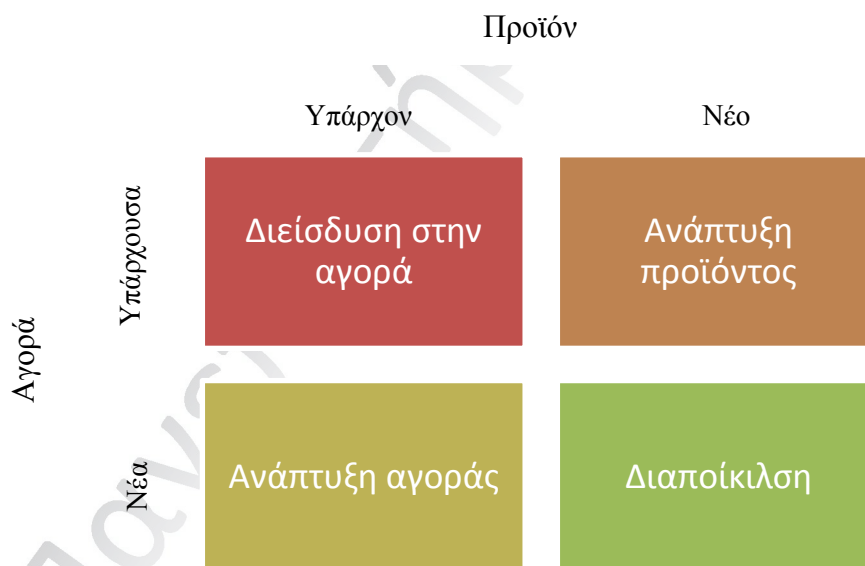 Προϊόν
Υπάρχον
Νέο
Υπάρχουσα
Διείσδυση στην
αγορά
Ανάπτυξη
προϊόντος
Αγορά
Νέα
Ανάπτυξη αγοράς
Διαποίκιλση